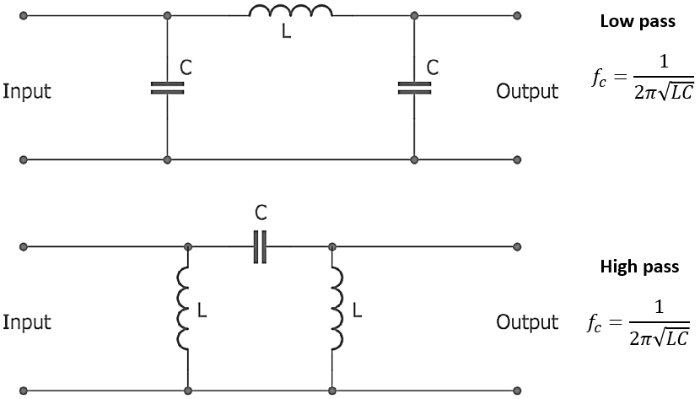 Low pass
L
C
C
Input
Output
f_c = 1 / 2π√LC
C
High pass
L
L
Input
Output
f_c = 1 / 2π√LC